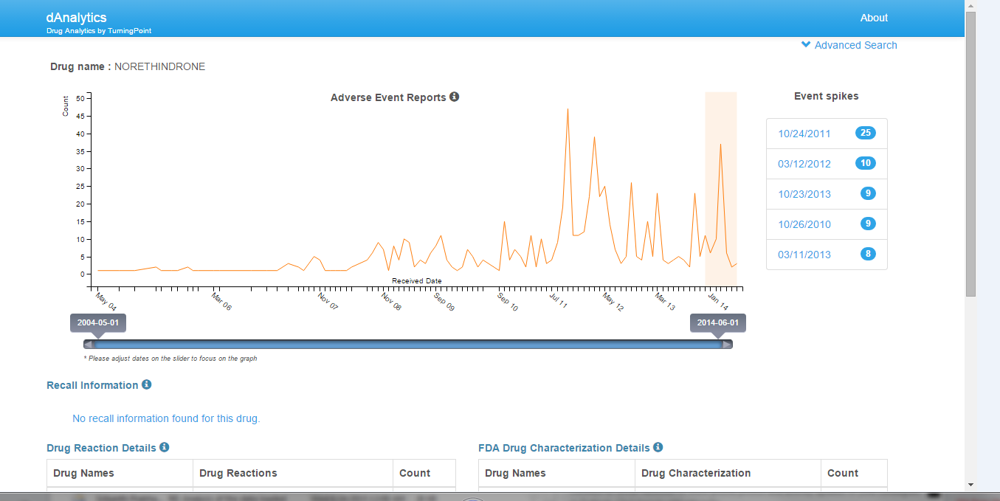 dAnalytics
About
Drug Analytics by TurningPoint
Advanced Search
Drug name : NORETHINDRONE
Adverse Event Reports
Count
50
45
40
35
30
25
20
15
10
5
0
Received Date
May 04
Mar 06
Nov 07
Nov 08
Sep 09
Sep 10
Jul 11
May 12
Mar 13
Jan 14
Event spikes
10/24/2011 25
03/12/2012 10
10/23/2013 9
10/26/2010 9
03/11/2013 8
2004-05-01
2014-06-01
* Please adjust dates on the slider to focus on the graph
Recall Information
No recall information found for this drug.
Drug Reaction Details
Drug Names Drug Reactions Count
FDA Drug Characterization Details
Drug Names Drug Characterization Count